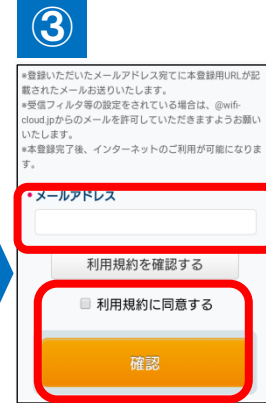 ③
*登録いただいたメールアドレス宛てに本登録用URLが記
載されたメールお送りいたします。
*受信フィルタ等の設定をされている場合は、@wifi-
cloud.jpからのメールを許可していただきますようお願い
いたします。
*本登録完了後、インターネットのご利用が可能になりま
す。
•メールアドレス
利用規約を確認する
利用規約に同意する
確認